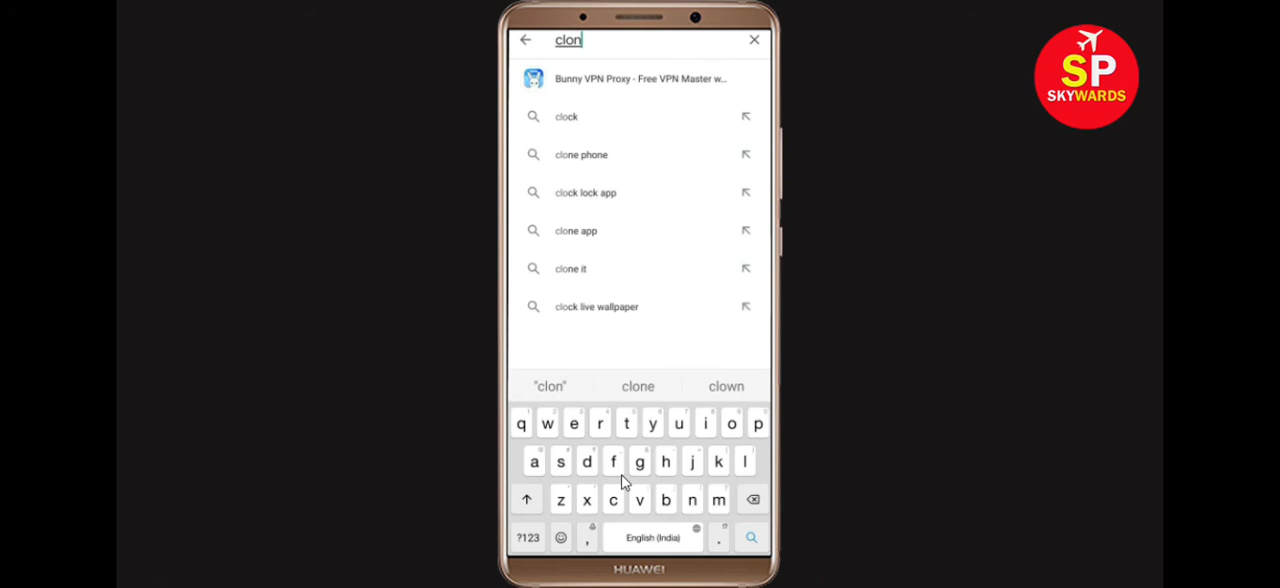 clon
Bunny VPN Proxy - Free VPN Master w...
clock
clone phone
clock lock app
clone app
clone it
clock live wallpaper
"clon" clone clown
q w e r t y u i o p
a s d f g h j k l
z x c v b n m
?123 , English (India) .
HUAWEI
SP
SKYWARDS